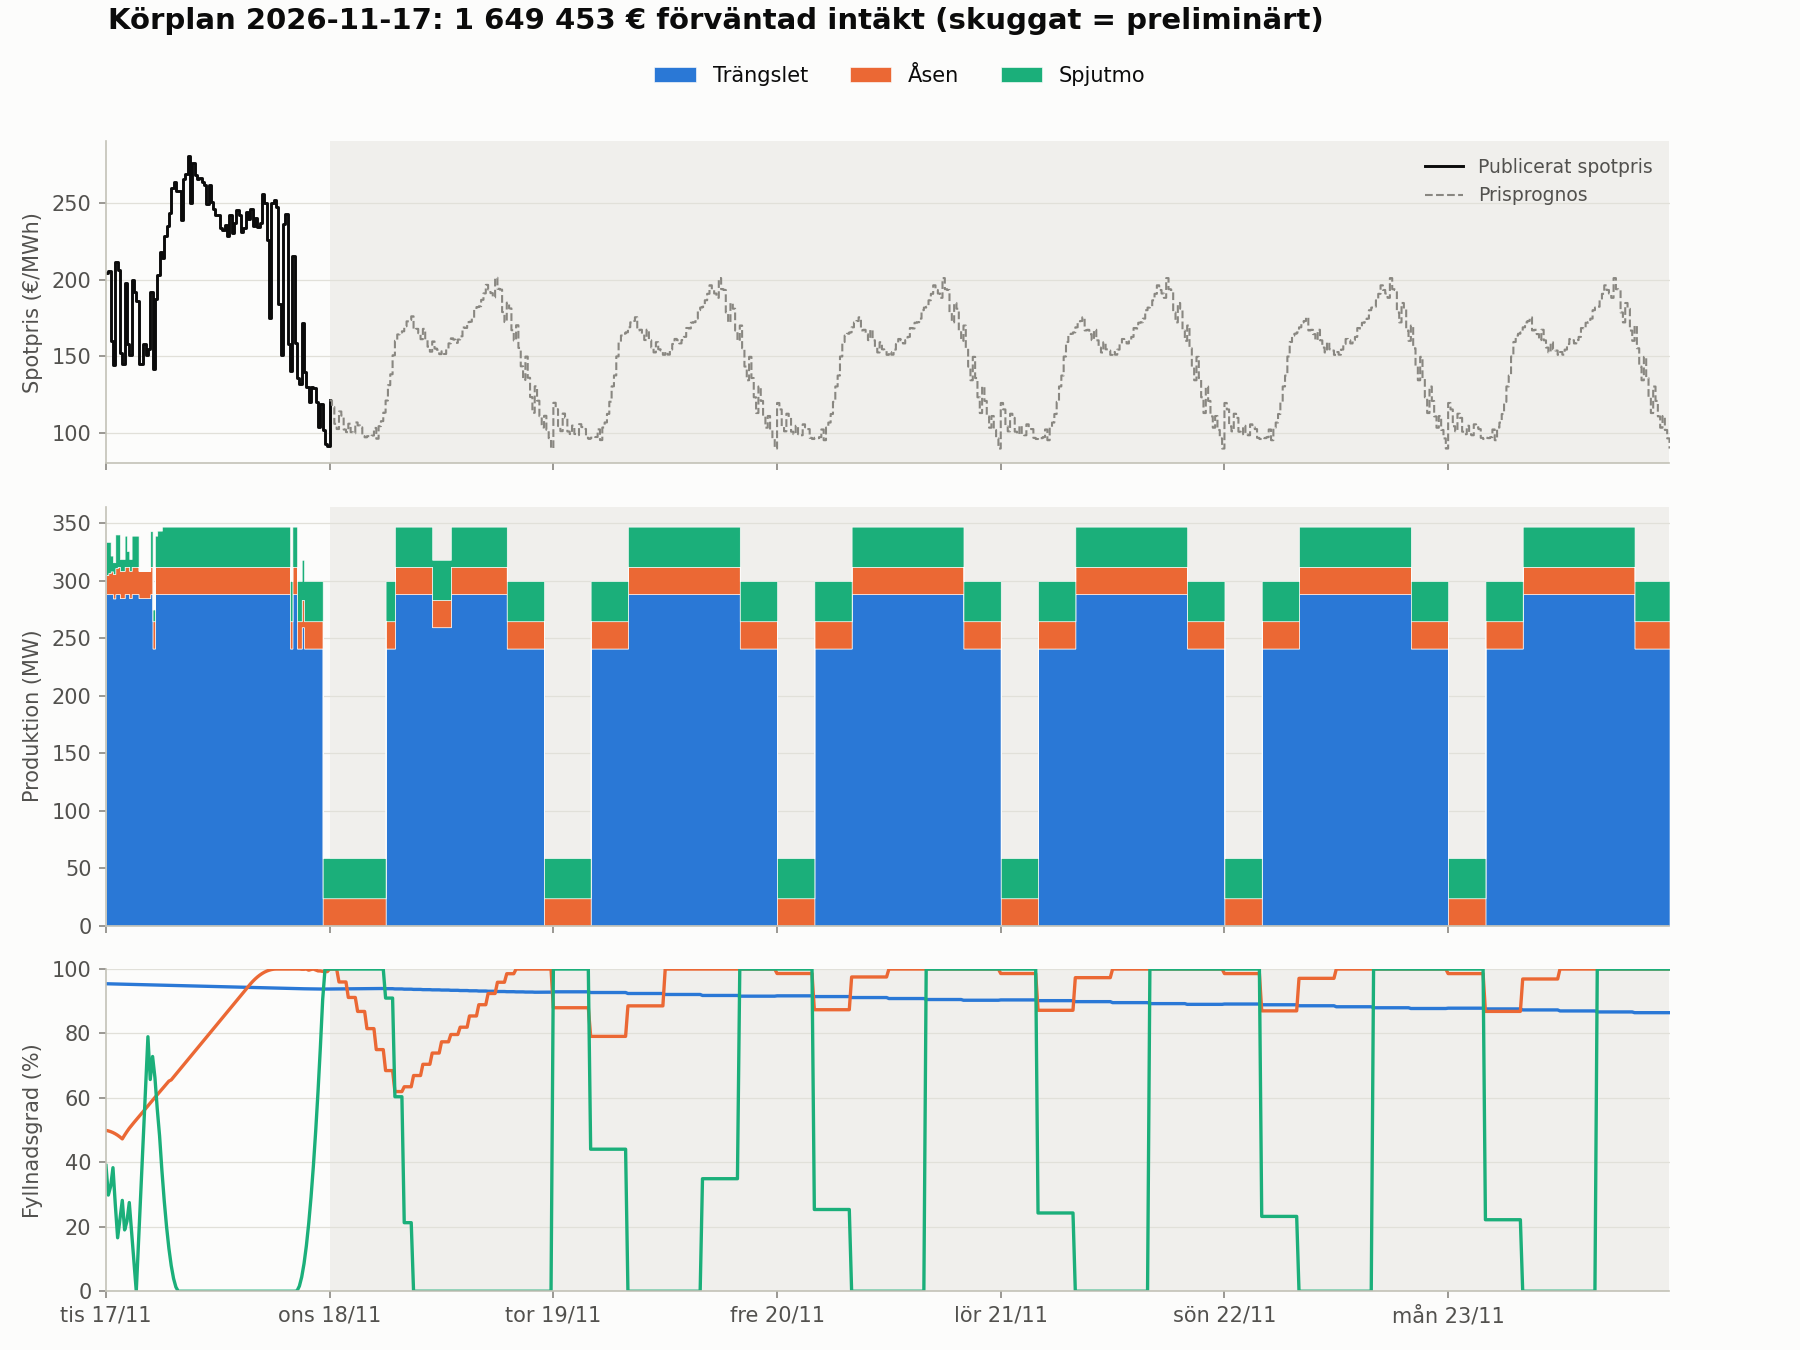 Körplan 2026-11-17: 1 649 453 € förväntad intäkt (skuggat = preliminärt)
Trängslet Åsen Spjutmo
Spotpris (€/MWh)
250
200
150
100
Publicerat spotpris
Prisprognos
Produktion (MW)
350
300
250
200
150
100
50
0
Fyllnadsgrad (%)
100
80
60
40
20
0
tis 17/11 ons 18/11 tor 19/11 fre 20/11 lör 21/11 sön 22/11 mån 23/11